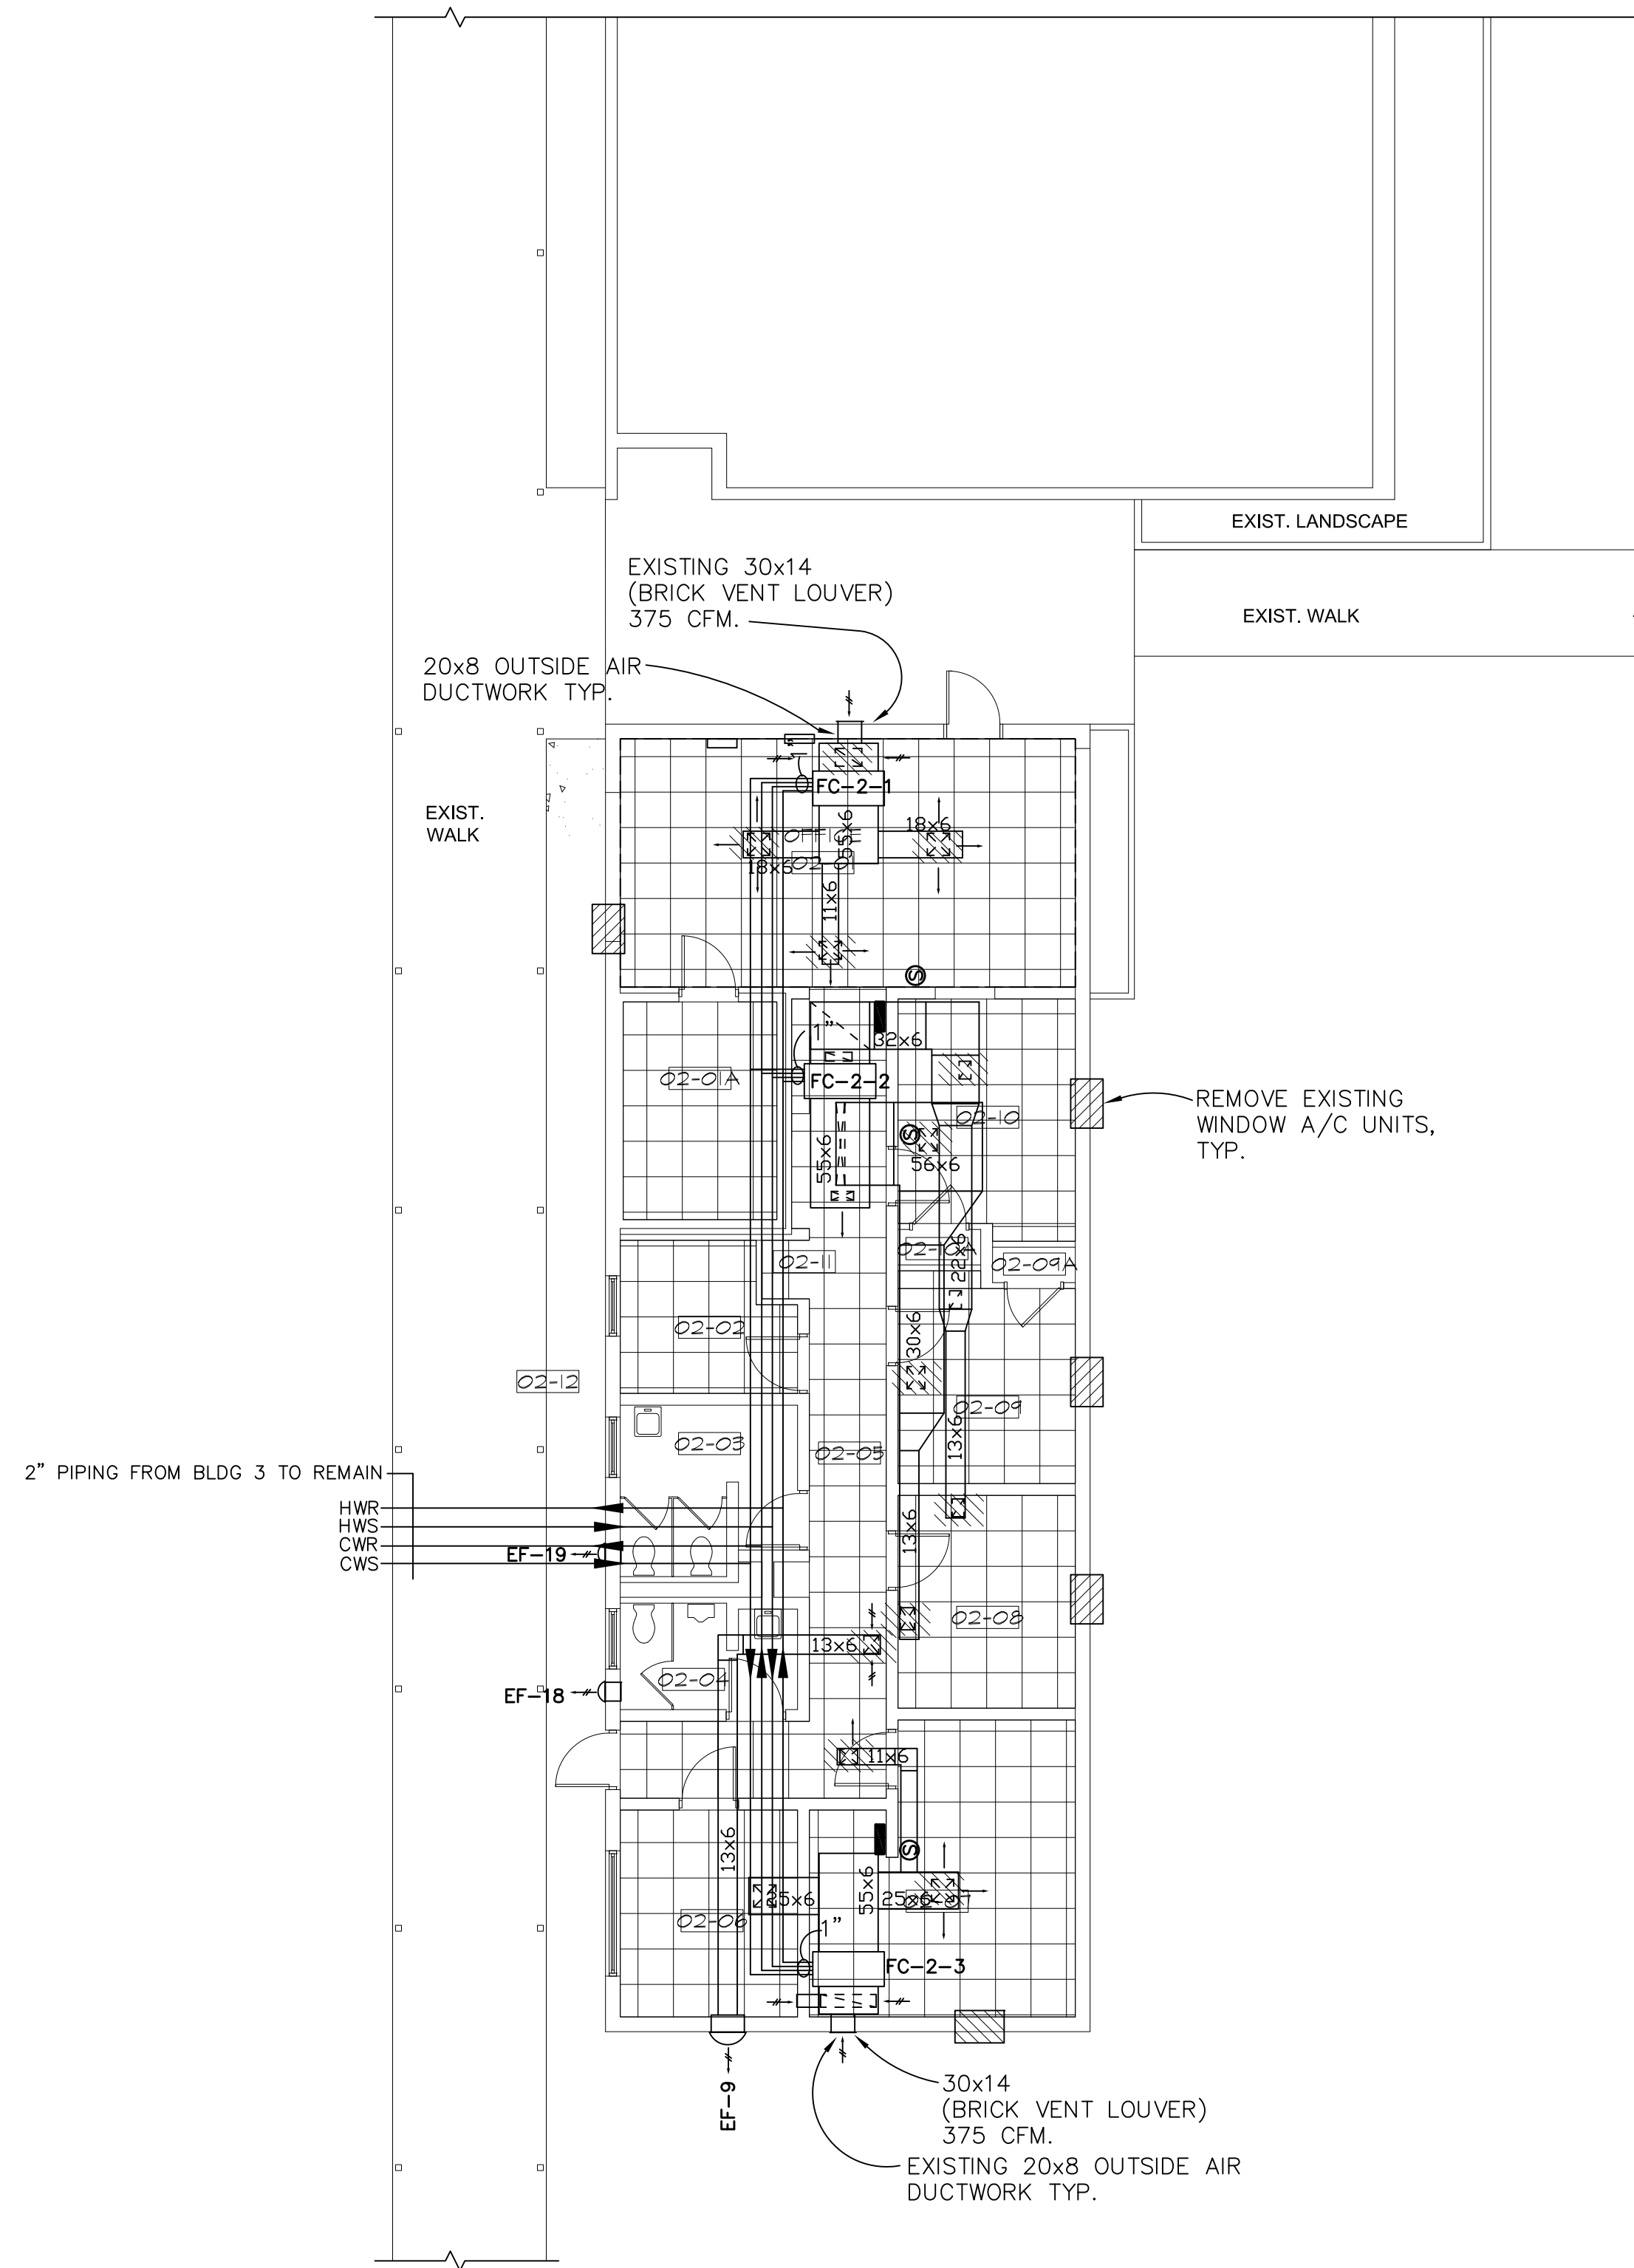 EXIST. LANDSCAPE
EXISTING 30x14
(BRICK VENT LOUVER)
375 CFM.
EXIST. WALK
20x8 OUTSIDE AIR
DUCTWORK TYP.
1"
FC-2-1
EXIST.
WALK
55x6
18x6
18x6
02-01
11x6
S
1"
32x6
02-01A
FC-2-2
REMOVE EXISTING
WINDOW A/C UNITS,
TYP.
02-10
S
55x6
56x6
02-11
02-10A
22x6
02-09A
02-02
30x6
02-12
02-09
02-03
02-05
13x6
2" PIPING FROM BLDG 3 TO REMAIN
HWR
HWS
CWR
CWS
EF-19
13x6
02-08
13x6
02-04
EF-18
11x6
13x6
S
25x6
55x6
25x6
02-06
1"
FC-2-3
EF-9
30x14
(BRICK VENT LOUVER)
375 CFM.
EXISTING 20x8 OUTSIDE AIR
DUCTWORK TYP.